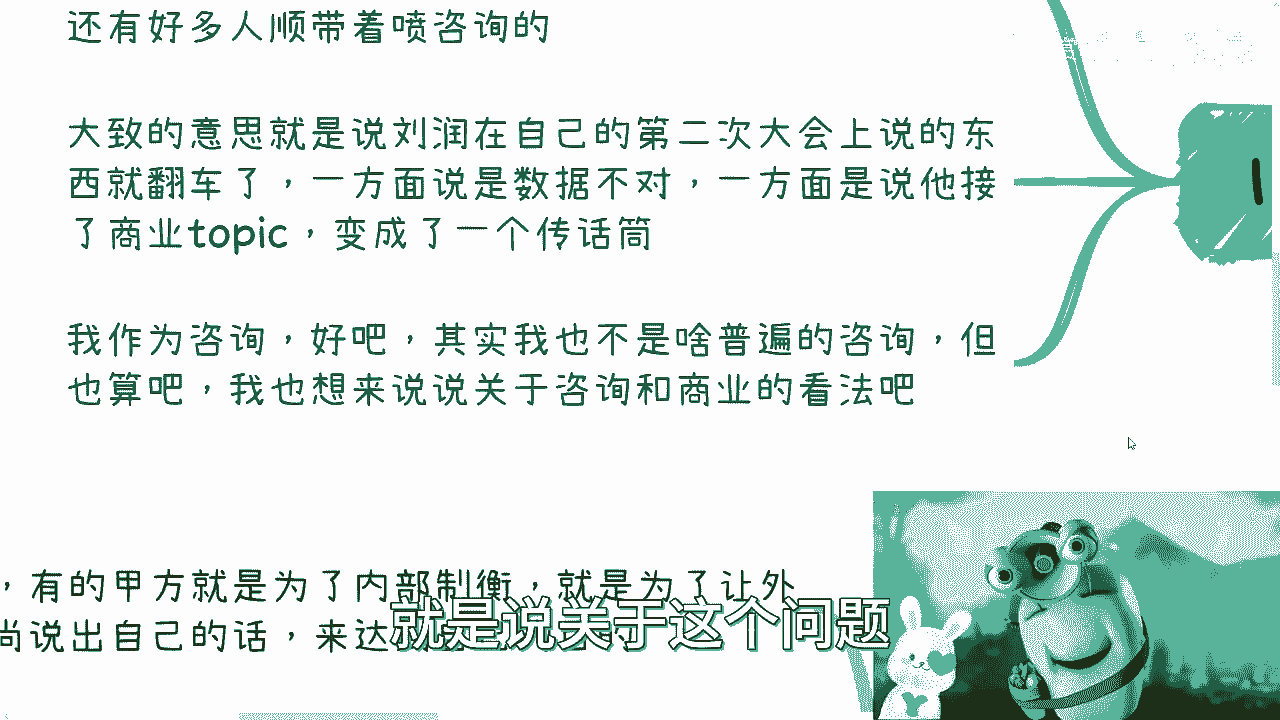 还有好多人顺带着喷咨询的
大致的意思就是说刘润在自己的第二次大会上说的东
西就翻车了，一方面说是数据不对，一方面是说他接
了商业topic，变成了一个传话筒
我作为咨询，好吧，其实我也不是啥普遍的咨询，但
也算吧，我也想来说说关于咨询和商业的看法吧
，有的甲方就是为了内部制衡，就是为了让外
尚说出自己的话，来达
就是说关于这个问题